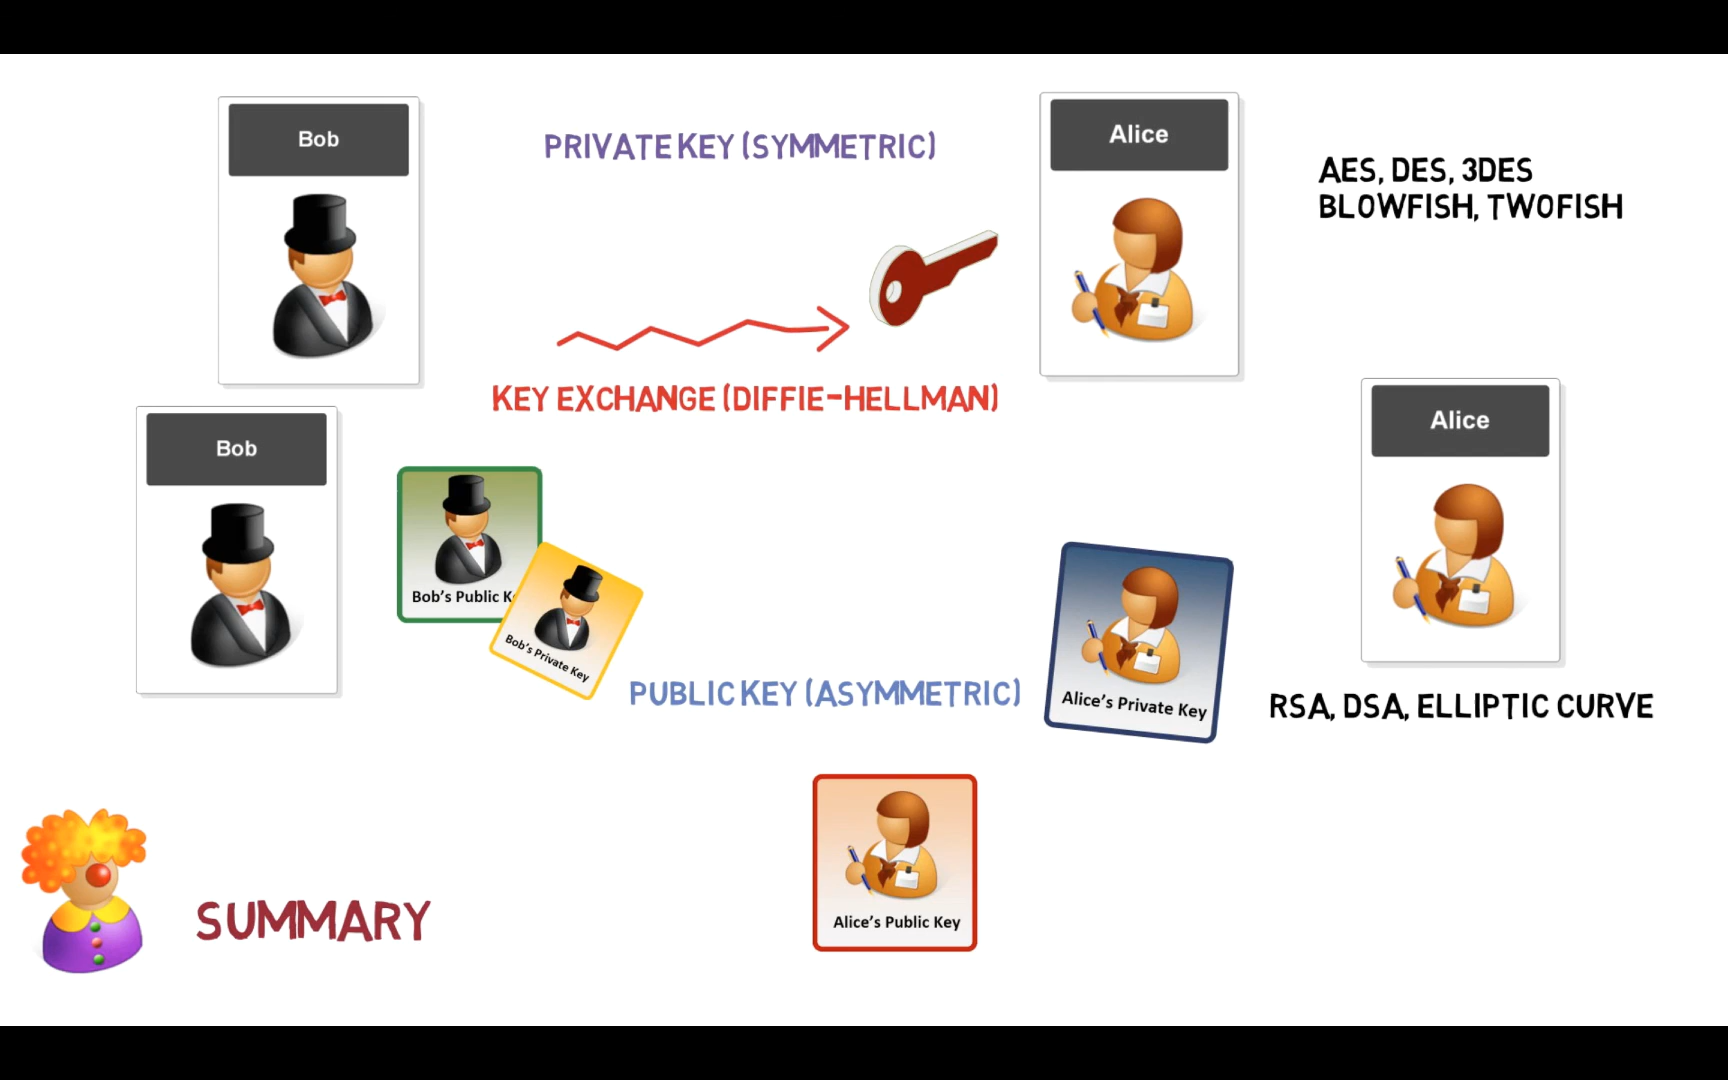 Bob
PRIVATE KEY (SYMMETRIC)
Alice
AES, DES, 3DES
BLOWFISH, TWOFISH
KEY EXCHANGE (DIFFIE-HELLMAN)
Bob
Alice
Bob's Public K
Bob's Private Key
PUBLIC KEY (ASYMMETRIC)
Alice's Private Key
RSA, DSA, ELLIPTIC CURVE
SUMMARY
Alice's Public Key